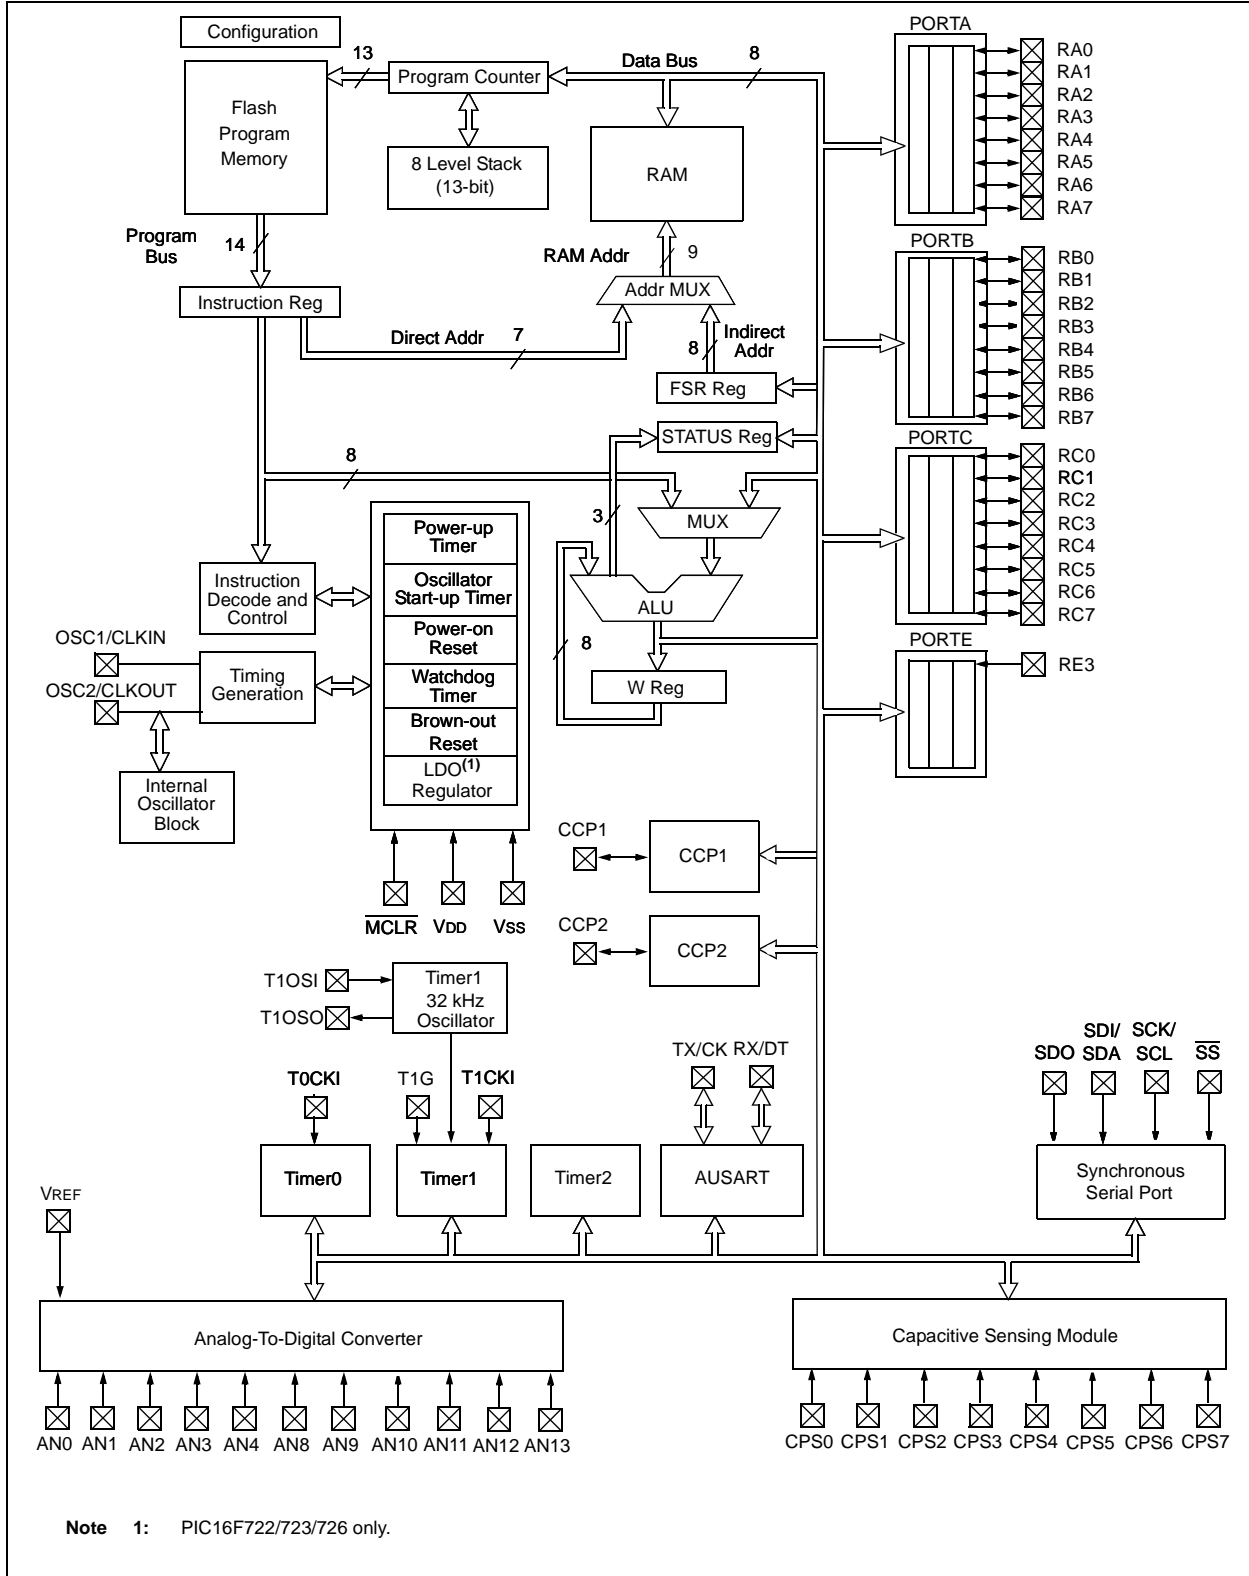 Configuration
PORTA
13
Data Bus
8
Program Counter
Flash
Program
Memory
8 Level Stack
(13-bit)
RAM
RA0
RA1
RA2
RA3
RA4
RA5
RA6
RA7
Program
Bus
14
RAM Addr
9
PORTB
Addr MUX
Instruction Reg
Direct Addr
7
Indirect
Addr
8
FSR Reg
RB0
RB1
RB2
RB3
RB4
RB5
RB6
RB7
STATUS Reg
PORTC
8
3
MUX
RC0
RC1
RC2
RC3
RC4
RC5
RC6
RC7
Power-up
Timer
Oscillator
Start-up Timer
Power-on
Reset
Watchdog
Timer
Brown-out
Reset
LDO(1)
Regulator
Instruction
Decode and
Control
ALU
8
W Reg
OSC1/CLKIN
OSC2/CLKOUT
Timing
Generation
Internal
Oscillator
Block
PORTE
RE3
CCP1
CCP1
MCLR
VDD
VSS
CCP2
CCP2
T1OSI
T1OSO
Timer1
32 kHz
Oscillator
T0CKI
T1G
T1CKI
TX/CK
RX/DT
SDO
SDI/
SDA
SCK/
SCL
SS
Timer0
Timer1
Timer2
AUSART
Synchronous
Serial Port
VREF
Analog-To-Digital Converter
Capacitive Sensing Module
AN0 AN1 AN2 AN3 AN4 AN8 AN9 AN10 AN11 AN12 AN13
CPS0 CPS1 CPS2 CPS3 CPS4 CPS5 CPS6 CPS7
Note 1: PIC16F722/723/726 only.